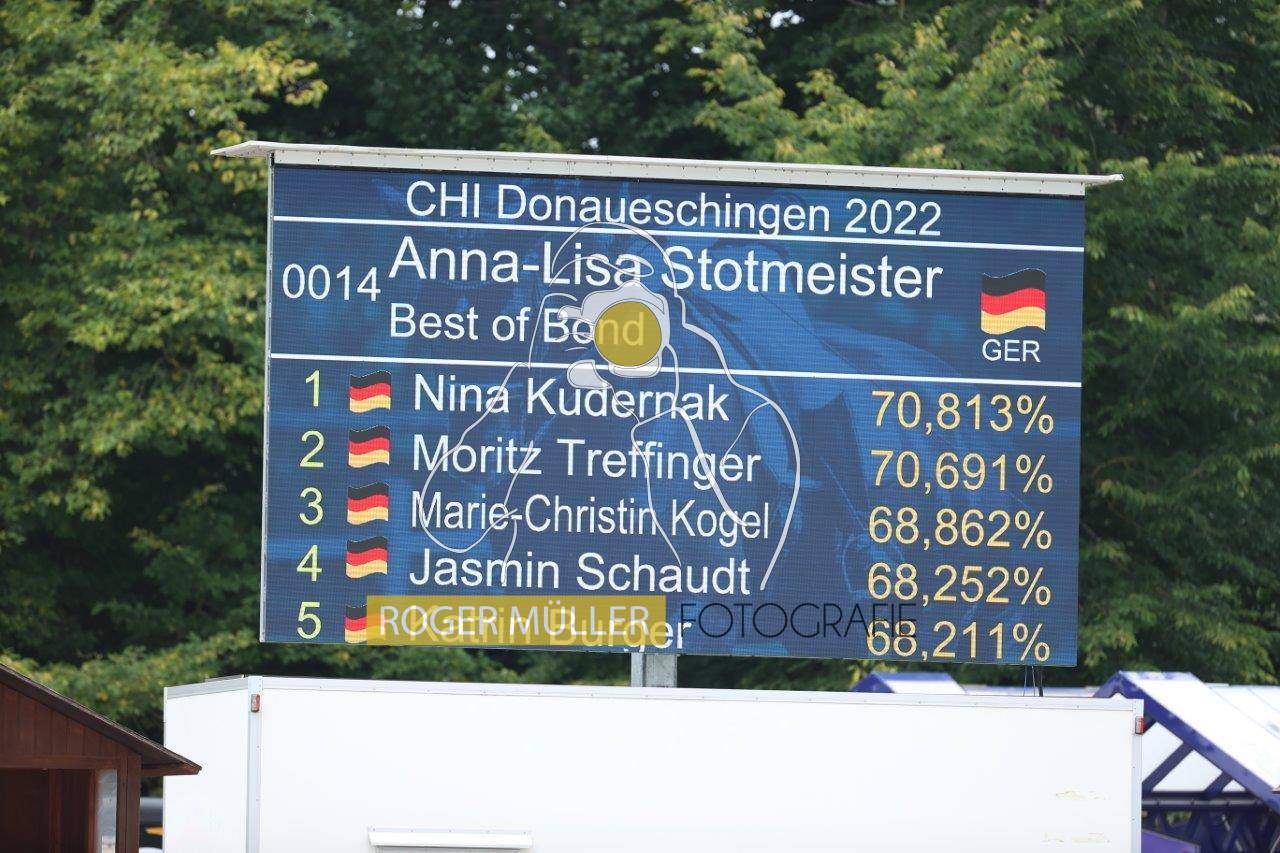 CHI Donaueschingen 2022
0014 Anna-Lisa Stotmeister
Best of Bond
GER
1 Nina Kudernak 70,813%
2 Moritz Treffinger 70,691%
3 Marie-Christin Kogel 68,862%
4 Jasmin Schaudt 68,252%
5 Katrin Burger 68,211%
ROGER MÜLLER FOTOGRAFIE